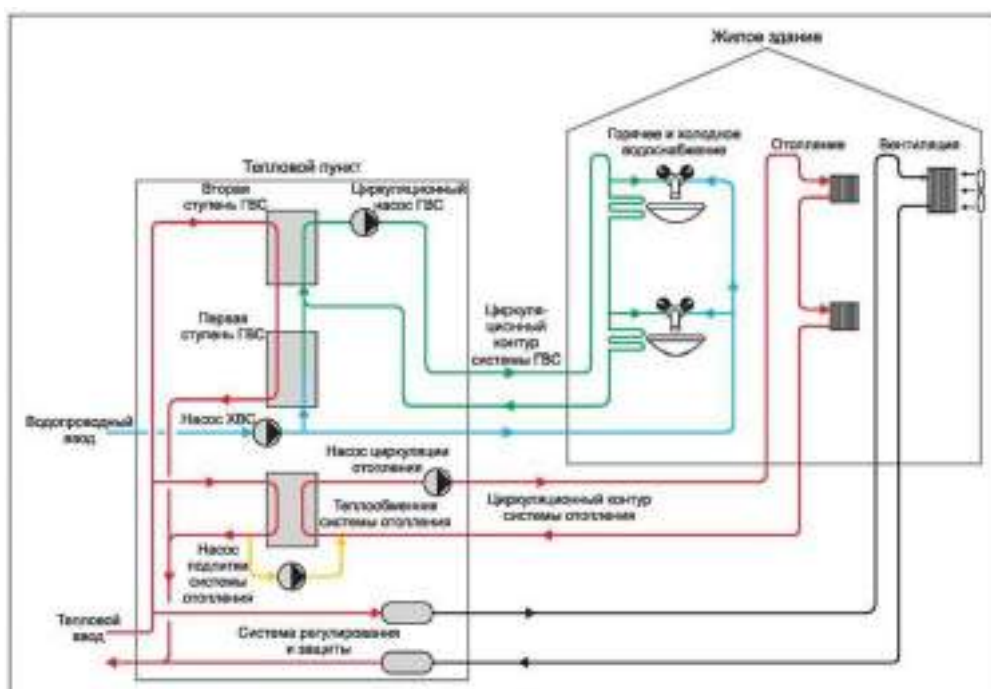 Жилое здание
Горячее и холодное
водоснабжение
Отопление
Вентиляция
Тепловой пункт
Вторая
ступень ГВС
Циркуляционный
насос ГВС
Первая
ступень ГВС
Циркуля-
ционный
контур
системы ГВС
Водопроводный
ввод
Насос ХВС
Насос циркуляции
отопления
Теплообменник
системы отопления
Циркуляционный контур
системы отопления
Насос
подпитки
системы
отопления
Тепловой
ввод
Система регулирования
и защиты